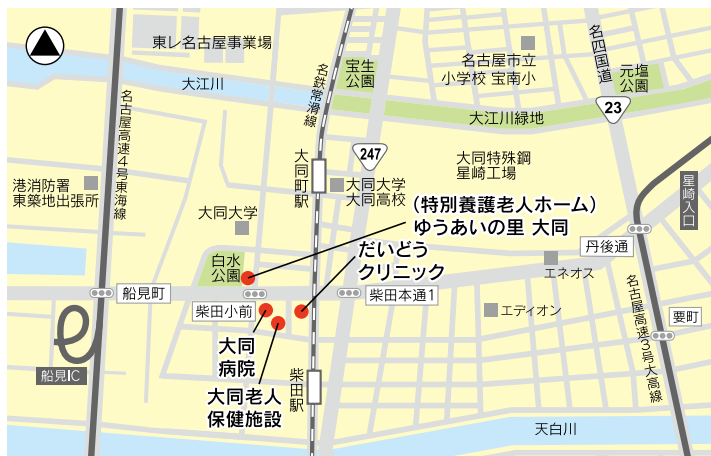 東レ名古屋事業場
大江川
名古屋高速4号東海線
名鉄常滑線
宝生
公園
名古屋市立
小学校 宝南小
名四国道
元塩
公園
23
大江川緑地
247
大同町駅
大同特殊鋼
星崎工場
港消防署
東築地出張所
大同大学
大同大学
大同高校
星崎入口
(特別養護老人ホーム)
ゆうあいの里 大同
だいどう
クリニック
白水
公園
丹後通
エネオス
船見町
柴田小前
柴田本通1
エディオン
名古屋高速3号大高線
要町
大同
病院
船見IC
大同老人
保健施設
柴田駅
天白川